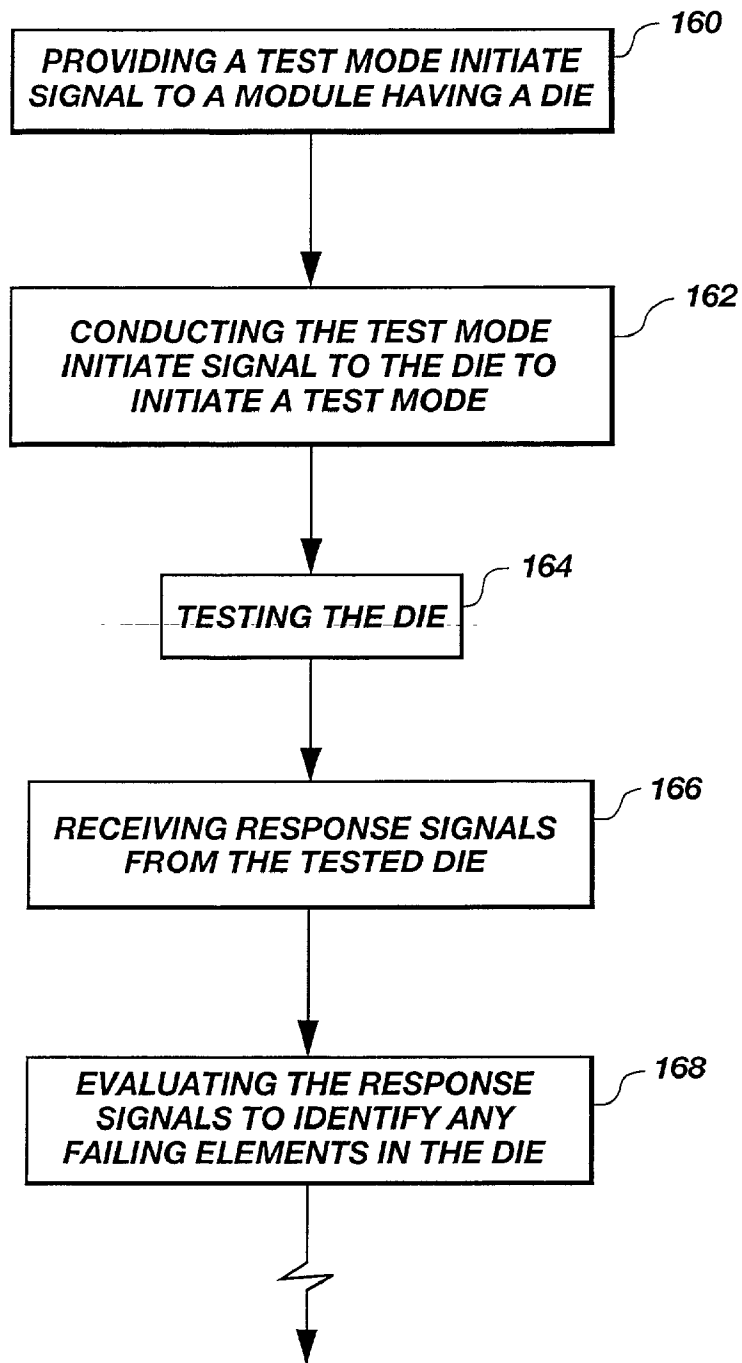 160
PROVIDING A TEST MODE INITIATE
SIGNAL TO A MODULE HAVING A DIE
162
CONDUCTING THE TEST MODE
INITIATE SIGNAL TO THE DIE TO
INITIATE A TEST MODE
164
TESTING THE DIE
166
RECEIVING RESPONSE SIGNALS
FROM THE TESTED DIE
168
EVALUATING THE RESPONSE
SIGNALS TO IDENTIFY ANY
FAILING ELEMENTS IN THE DIE